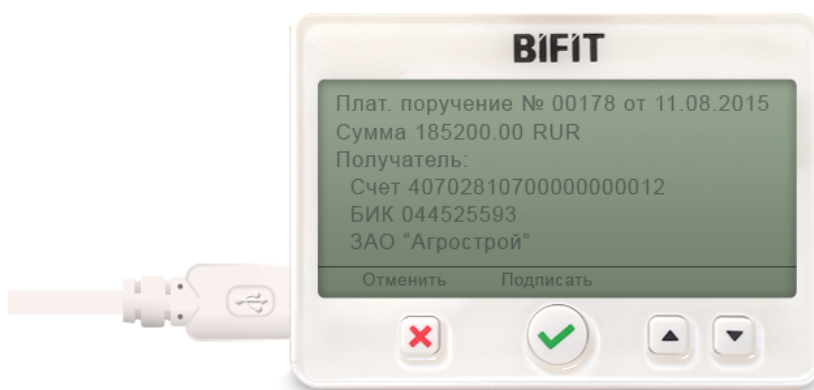 BIFIT
Плат. поручение № 00178 от 11.08.2015
Сумма 185200.00 RUR
Получатель:
Счет 40702810700000000012
БИК 044525593
ЗАО “Агрострой”
Отменить Подписать